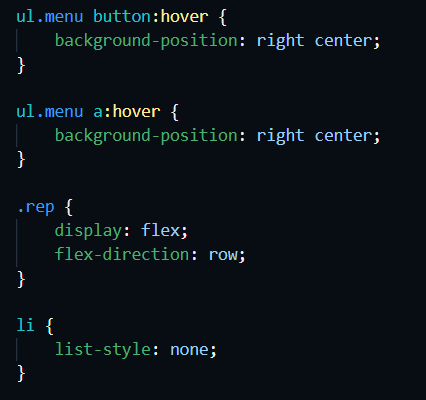 ul.menu button:hover {
    background-position: right center;
}

ul.menu a:hover {
    background-position: right center;
}

.rep {
    display: flex;
    flex-direction: row;
}

li {
    list-style: none;
}